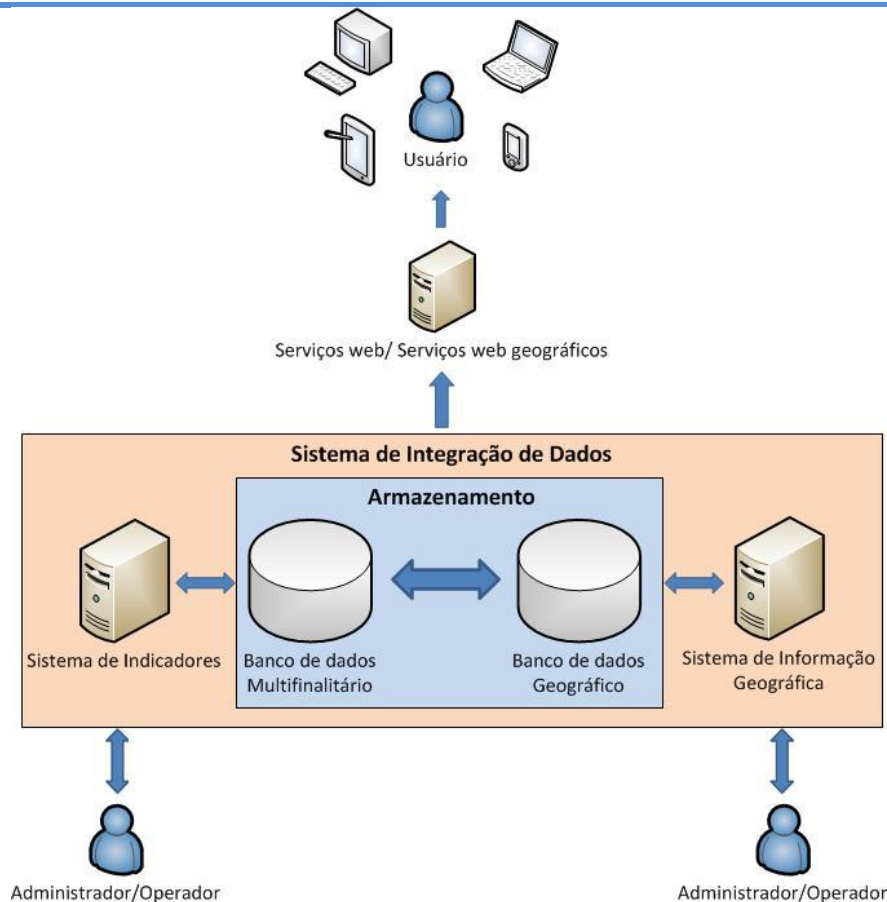 Usuário
Serviços web/ Serviços web geográficos
Sistema de Integração de Dados
Armazenamento
Sistema de Indicadores
Banco de dados
Multifinalitário
Banco de dados
Geográfico
Sistema de Informação
Geográfica
Administrador/Operador
Administrador/Operador